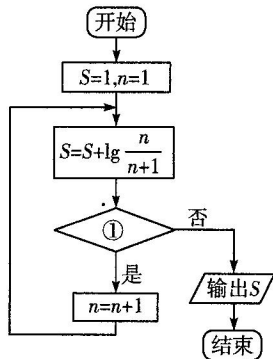 开始
S=1,n=1
S=S+lg n/(n+1)
①
否
是
输出S
n=n+1
结束